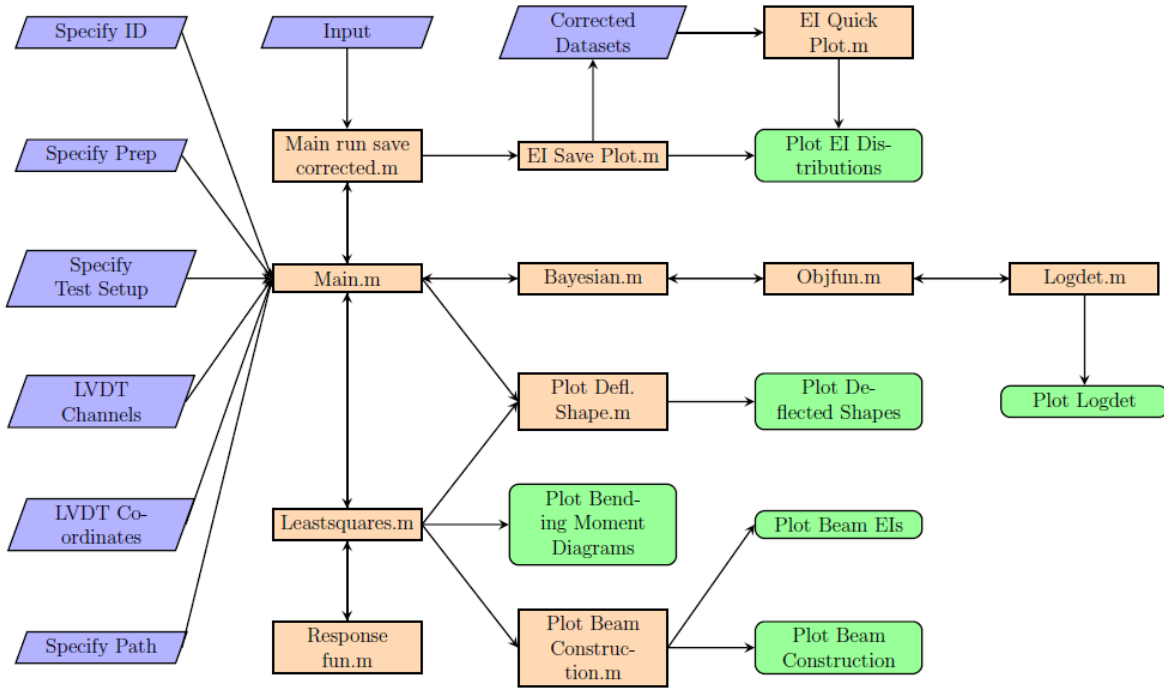 Specify ID
Input
Corrected
Datasets
EI Quick
Plot.m
Specify Prep
Main run save
corrected.m
EI Save Plot.m
Plot EI Dis-
tributions
Specify
Test Setup
Main.m
Bayesian.m
Objfun.m
Logdet.m
LVDT
Channels
Plot Defl.
Shape.m
Plot De-
flected Shapes
Plot Logdet
LVDT Co-
ordinates
Leastsquares.m
Plot Bend-
ing Moment
Diagrams
Plot Beam EIs
Specify Path
Response
fun.m
Plot Beam
Construc-
tion.m
Plot Beam
Construction